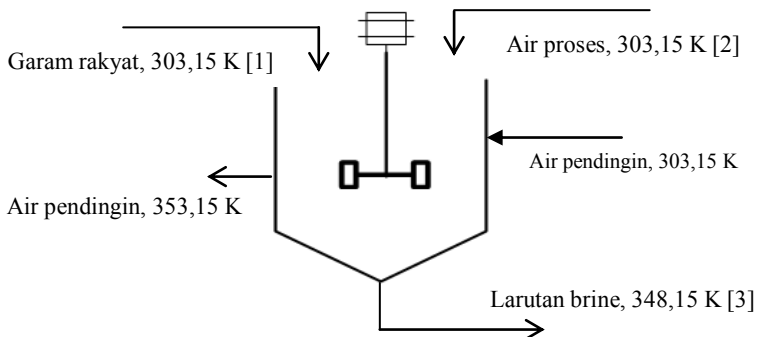 Garam rakyat, 303,15 K [1]
Air proses, 303,15 K [2]
Air pendingin, 303,15 K
Air pendingin, 353,15 K
Larutan brine, 348,15 K [3]